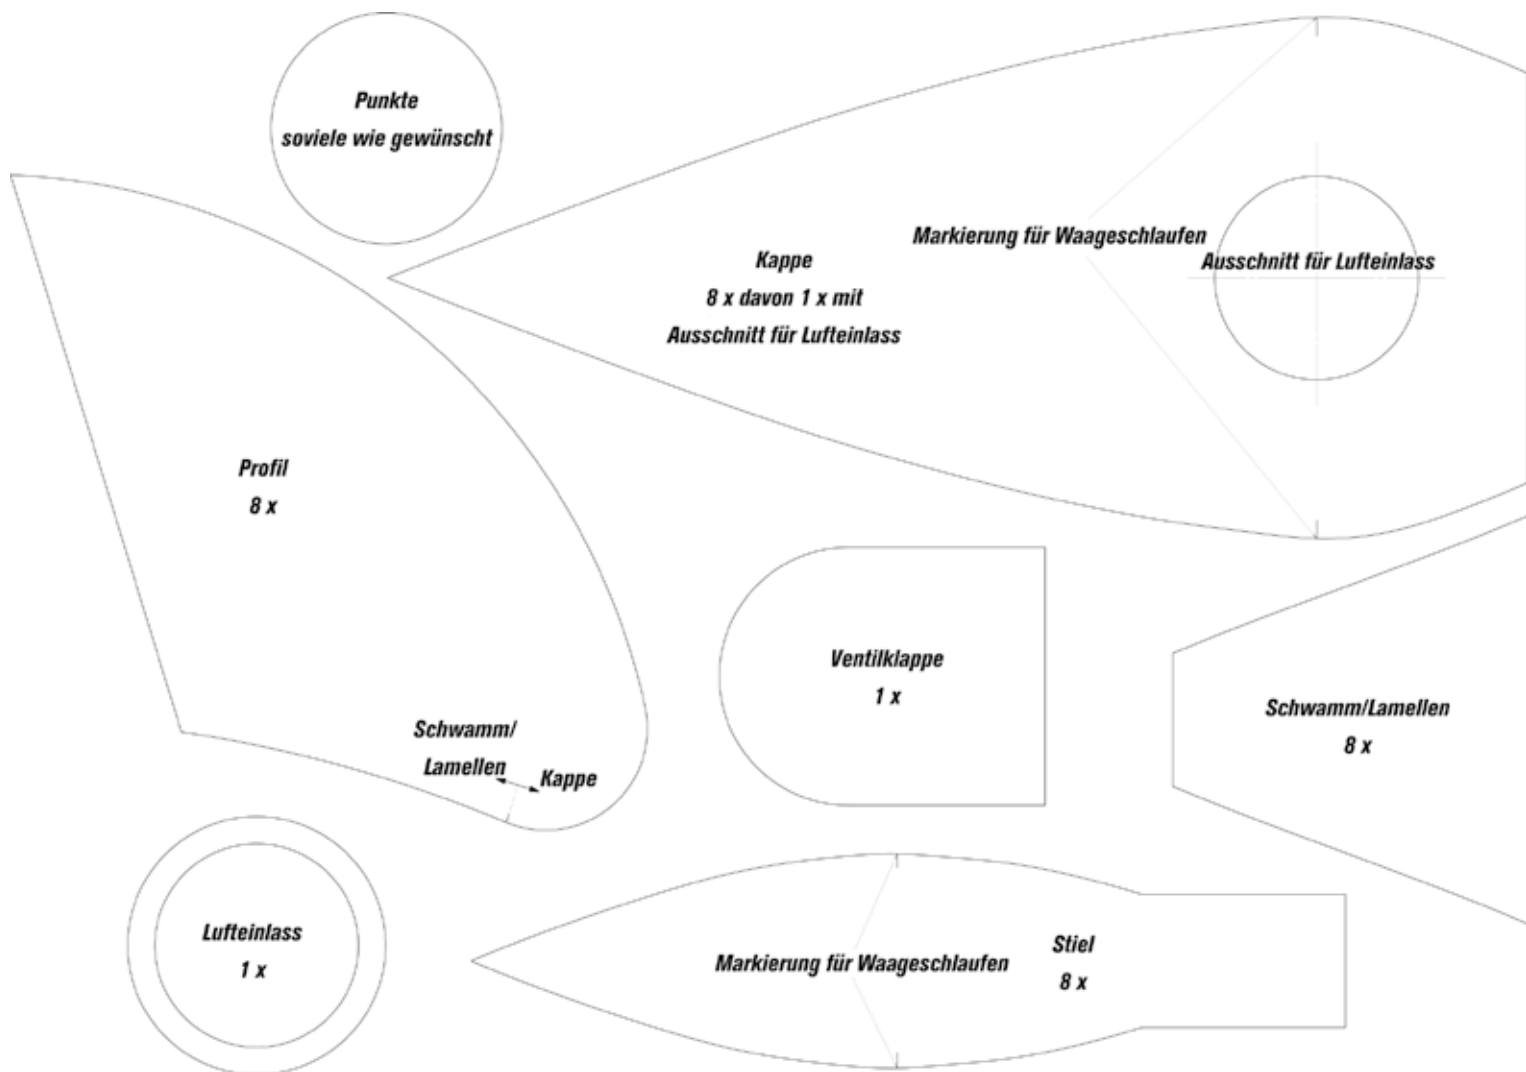 Punkte
soviele wie gewünscht
Markierung für Waageschlaufen
Ausschnitt für Lufteinlass
Kappe
8 x davon 1 x mit
Ausschnitt für Lufteinlass
Profil
8 x
Schwamm/
Lamellen
Kappe
Ventilklappe
1 x
Schwamm/Lamellen
8 x
Lufteinlass
1 x
Markierung für Waageschlaufen
Stiel
8 x